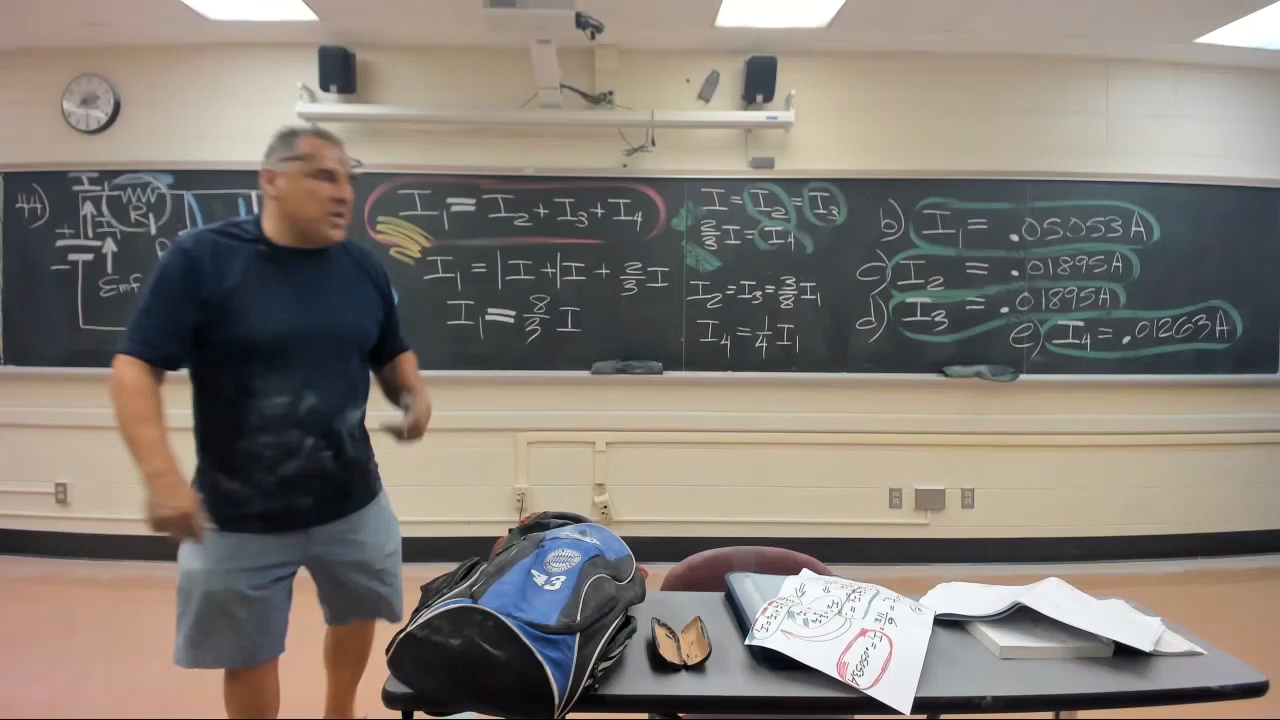 44)
I
R1
+
I
-
Emf
I1 = I2 + I3 + I4
I1 = 1I + 1I + 2/3 I
I1 = 8/3 I
I = I2 = I3
2/3 I = I4
I2 = I3 = 3/8 I1
I4 = 1/4 I1
b) I1 = .05053A
c) I2 = .01895A
d) I3 = .01895A
e) I4 = .01263A
43